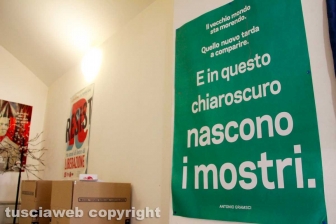 Il vecchio mondo
sta morendo.
Quello nuovo tarda
a comparire.
E in questo
chiaroscuro
nascono
i mostri.
ANTONIO GRAMSCI
LIBERAZIONE
tusciaweb copyright